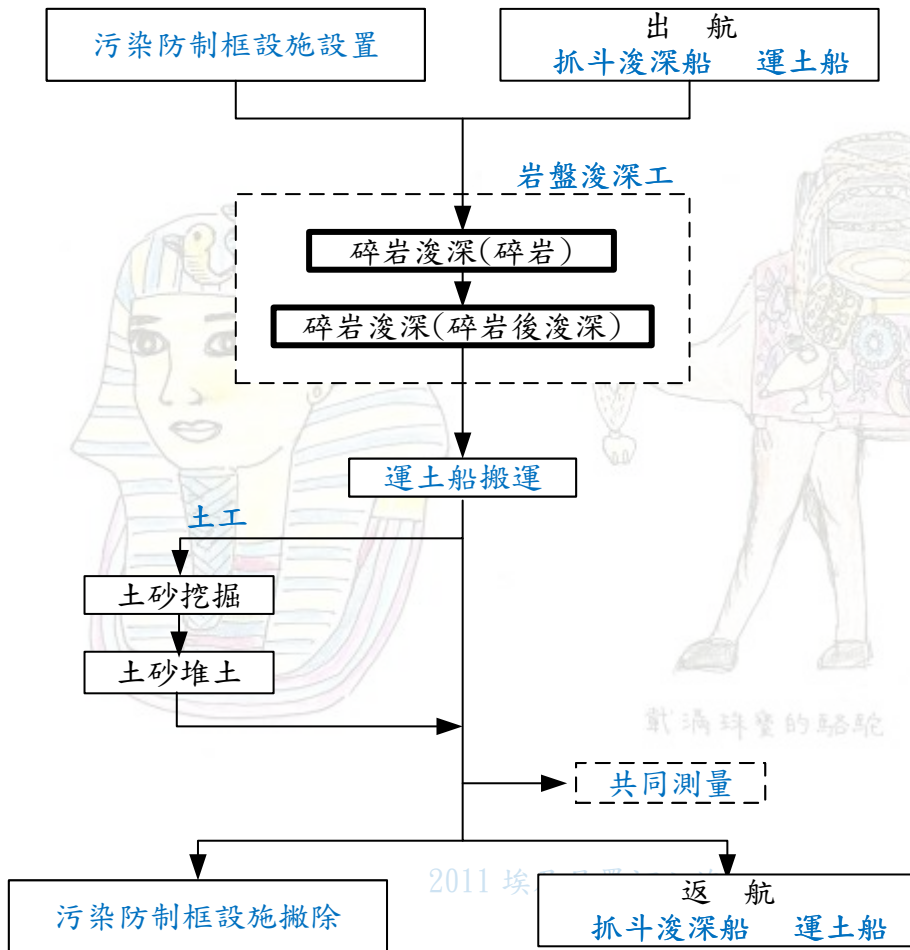 污染防制框設施設置
出 航
抓斗浚深船 運土船
岩盤浚深工
碎岩浚深(碎岩)
碎岩浚深(碎岩後浚深)
運土船搬運
土工
土砂挖掘
土砂堆土
載滿珠寶的駱駝
共同測量
2011 埃
污染防制框設施撤除
返 航
抓斗浚深船 運土船